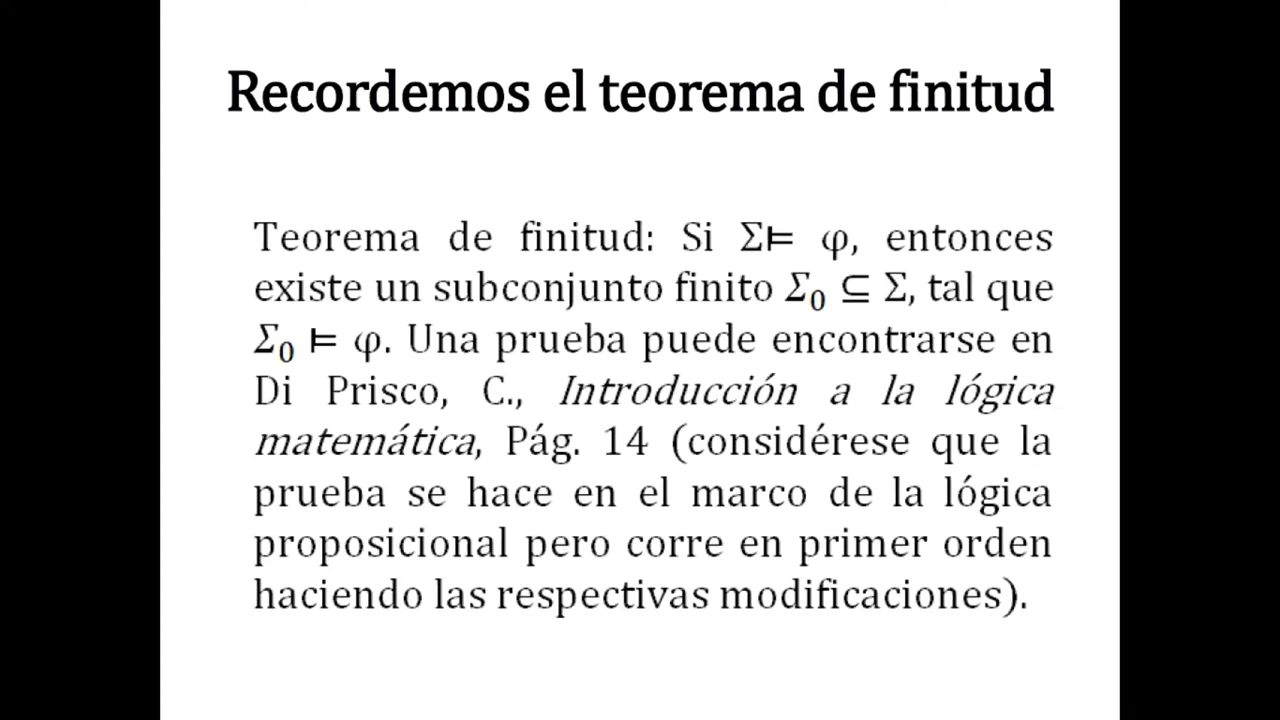 Recordemos el teorema de finitud
Teorema de finitud: Si Σ⊨ φ, entonces
existe un subconjunto finito Σ₀ ⊆ Σ, tal que
Σ₀ ⊨ φ. Una prueba puede encontrarse en
Di Prisco, C., Introducción a la lógica
matemática, Pág. 14 (considérese que la
prueba se hace en el marco de la lógica
proposicional pero corre en primer orden
haciendo las respectivas modificaciones).